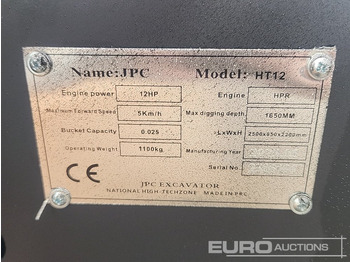 Name:JPC Model: HT12
Engine power 12HP Engine HPR
Maximum Forward Speed 5Km/h Max digging depth 1650MM
Bucket Capacity 0.025 LxWxH 2500x930x2200mm
Operating Weight 1100kg Manufacturing Year
Serial No
CE
JPC EXCAVATOR
NATIONAL HIGH-TECHZONE MADE IN PRC
EURO AUCTIONS